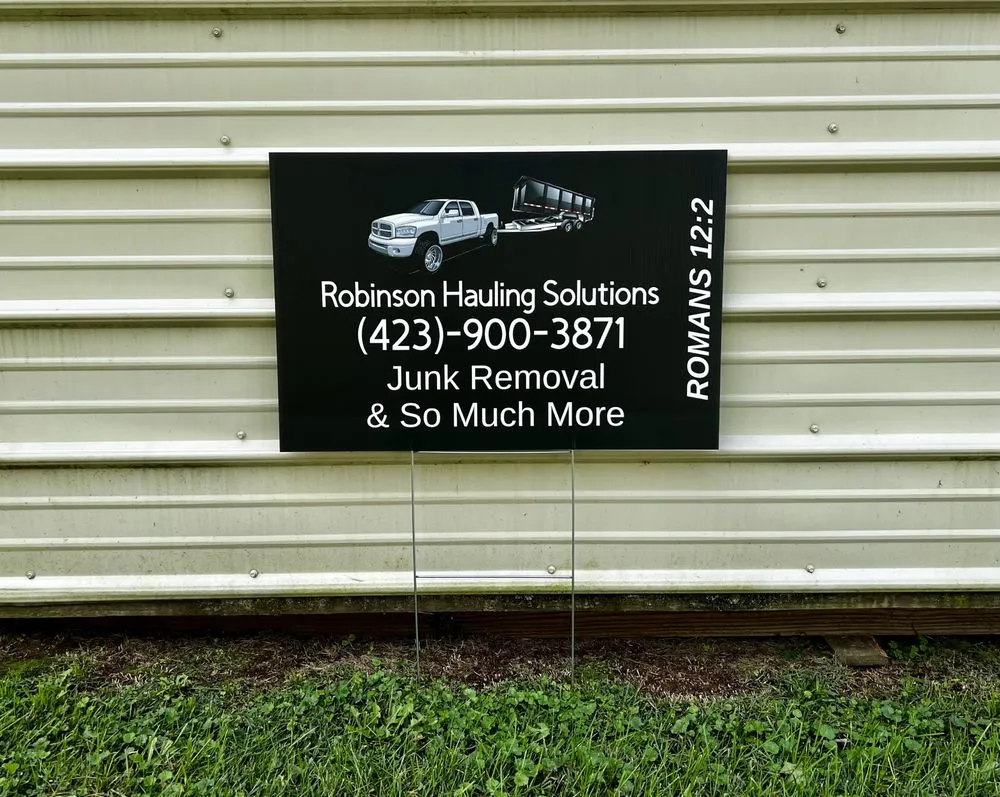 Robinson Hauling Solutions
(423)-900-3871
Junk Removal
& So Much More
ROMANS 12:2